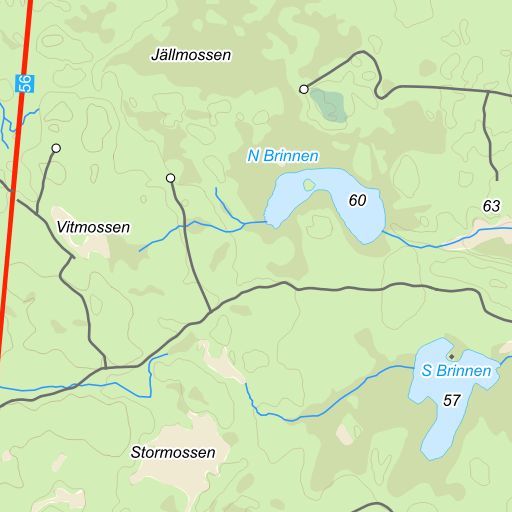 Jällmossen
56
N Brinnen
60
63
Vitmossen
S Brinnen
57
Stormossen